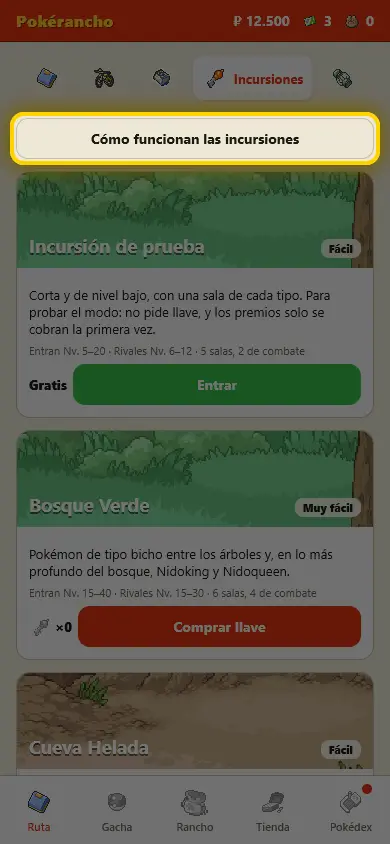 Pokérancho
₽ 12.500
3
0
Incursiones
Cómo funcionan las incursiones
Incursión de prueba
Fácil
Corta y de nivel bajo, con una sala de cada tipo. Para
probar el modo: no pide llave, y los premios solo se
cobran la primera vez.
Entran Nv. 5–20 · Rivales Nv. 6–12 · 5 salas, 2 de combate
Gratis
Entrar
Bosque Verde
Muy fácil
Pokémon de tipo bicho entre los árboles y, en lo más
profundo del bosque, Nidoking y Nidoqueen.
Entran Nv. 15–40 · Rivales Nv. 15–30 · 6 salas, 4 de combate
×0
Comprar llave
Cueva Helada
Fácil
Ruta
Gacha
Rancho
Tienda
Pokédex